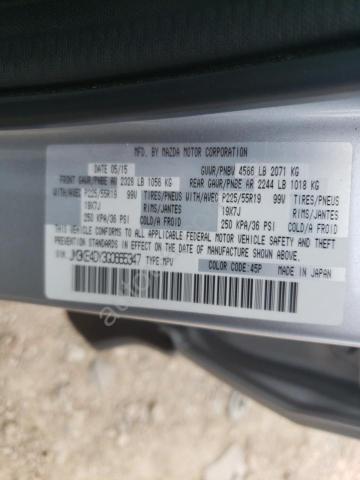 MFD. BY MAZDA MOTOR CORPORATION
DATE 05/15 GVWR/PNBV 4566 LB 2071 KG
FRONT GAWR/PNBE AV 2328 LB 1056 KG REAR GAWR/PNBE AR 2244 LB 1018 KG
WITH/AVEC P225/55R19 99V TIRES/PNEUS WITH/AVEC P225/55R19 99V TIRES/PNEUS
19X7J RIMS/JANTES 19X7J RIMS/JANTES
250 KPA/36 PSI COLD/A FROID 250 KPA/36 PSI COLD/A FROID
THIS VEHICLE CONFORMS TO ALL APPLICABLE FEDERAL MOTOR VEHICLE
SAFETY STANDARDS IN EFFECT ON THE DATE OF MANUFACTURE SHOWN ABOVE.
TYPE: MPV
COLOR CODE: 45P MADE IN JAPAN